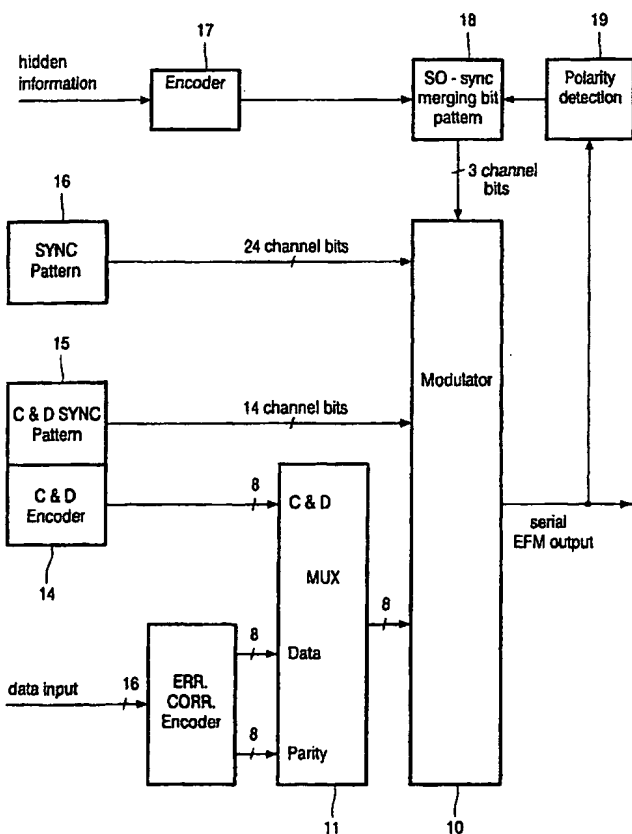 17
18
19
hidden
information
Encoder
SO - sync
merging bit
pattern
Polarity
detection
3 channel
bits
16
SYNC
Pattern
24 channel bits
15
C & D SYNC
Pattern
14 channel bits
Modulator
C & D
Encoder
14
8
C & D
MUX
8
serial
EFM output
data input
16
ERR.
CORR.
Encoder
8
Data
8
Parity
11
10